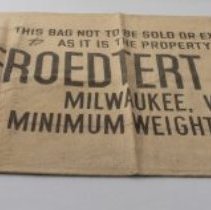 THIS BAG NOT TO BE SOLD OR EX
AS IT IS THE PROPERTY
FROEDTERT
MILWAUKEE, W
MINIMUM WEIGHT